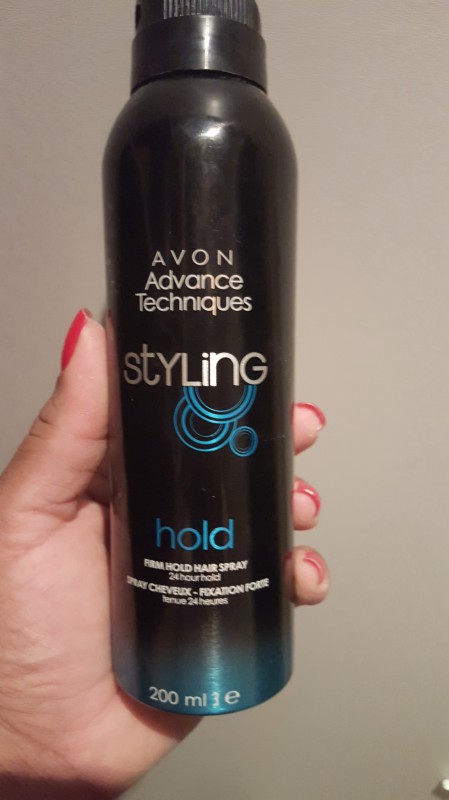 AVON
Advance
Techniques
STYLING
hold
FIRM HOLD HAIR SPRAY
24 hour hold
SPRAY CHEVEUX - FIXATION FORTE
tenue 24 heures
200 ml 3 e